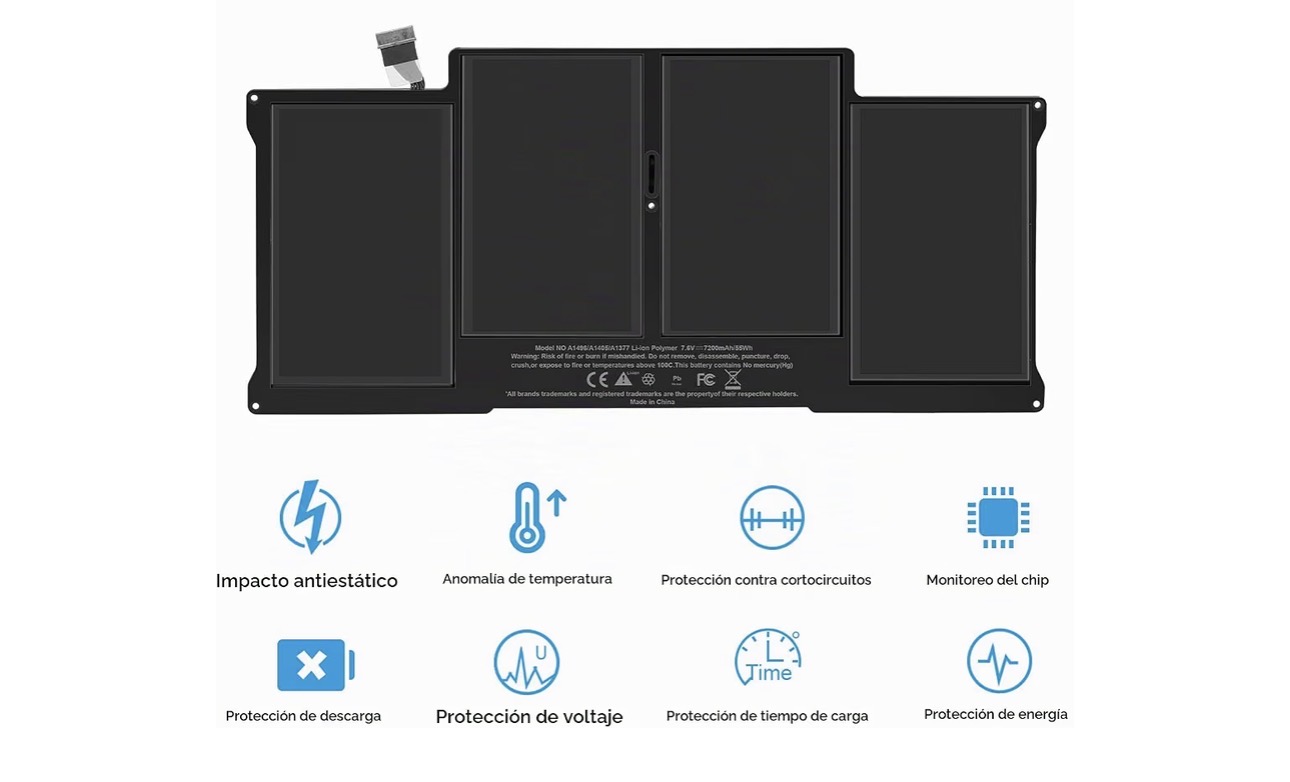 Model NO A1496/A1405/A1377 Li-ion Polymer 7.6V⎓7200mAh/55Wh
Warning: Risk of fire or burn if mishandled. Do not remove, disassemble, puncture, drop,
crush,or expose to fire or temperatures above 100C.This battery contains No mercury(Hg)
CE FC
"All brands trademarks and registered trademarks are the propertyof their respective holders.
Made in China
Impacto antiestático
Anomalía de temperatura
Protección contra cortocircuitos
Monitoreo del chip
U
Time
Protección de descarga
Protección de voltaje
Protección de tiempo de carga
Protección de energía